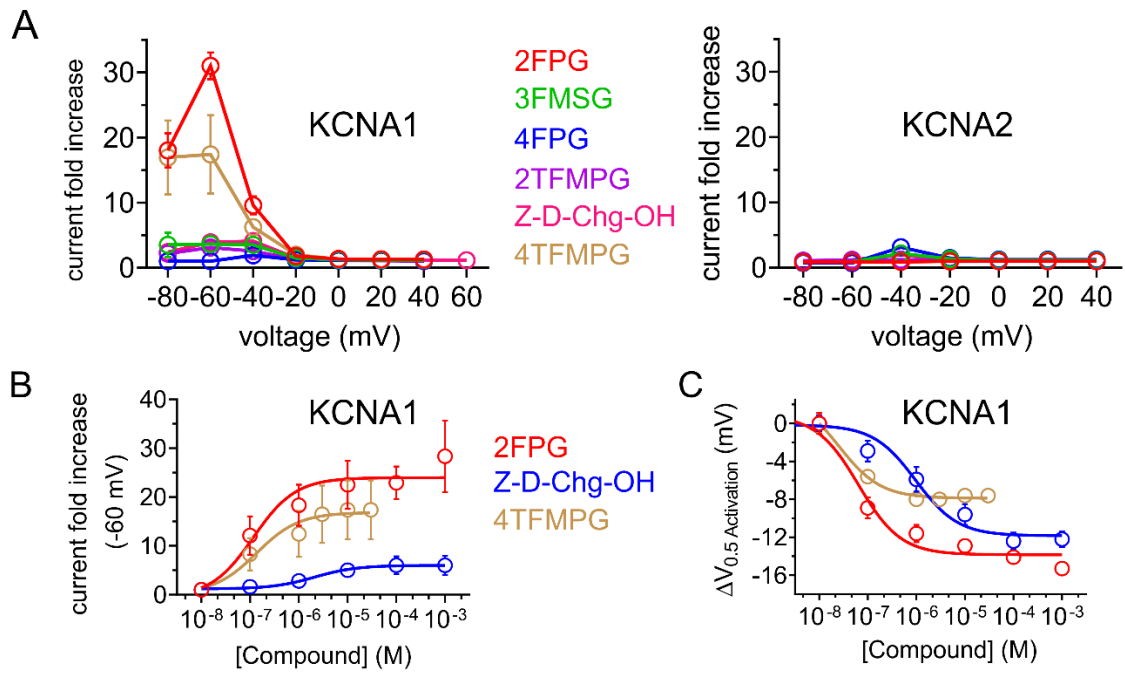 A
current fold increase
30
20
10
0
KCNA1
-80 -60 -40 -20 0 20 40 60
voltage (mV)
2FPG
3FMSG
4FPG
2TFMPG
Z-D-Chg-OH
4TFMPG
current fold increase
30
20
10
0
KCNA2
-80 -60 -40 -20 0 20 40
voltage (mV)
B
current fold increase
(-60 mV)
40
30
20
10
0
KCNA1
10⁻⁸ 10⁻⁷ 10⁻⁶ 10⁻⁵ 10⁻⁴ 10⁻³
[Compound] (M)
2FPG
Z-D-Chg-OH
4TFMPG
C
ΔV0.5 Activation (mV)
0
-4
-8
-12
-16
KCNA1
10⁻⁸ 10⁻⁷ 10⁻⁶ 10⁻⁵ 10⁻⁴ 10⁻³
[Compound] (M)